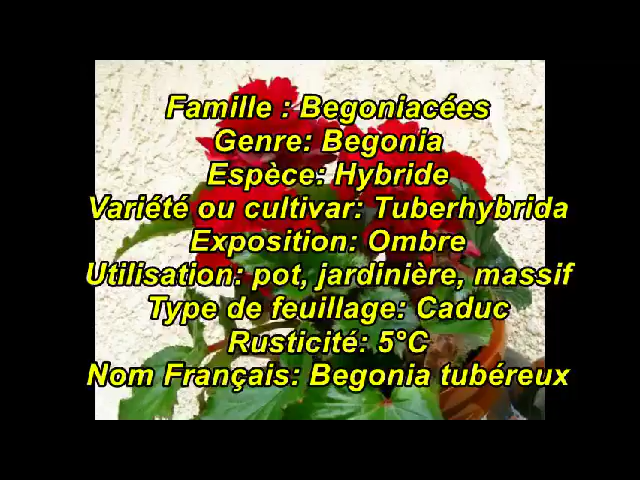 Famille : Begoniacées
Genre: Begonia
Espèce: Hybride
Variété ou cultivar: Tuberhybrida
Exposition: Ombre
Utilisation: pot, jardinière, massif
Type de feuillage: Caduc
Rusticité: 5°C
Nom Français: Begonia tubéreux